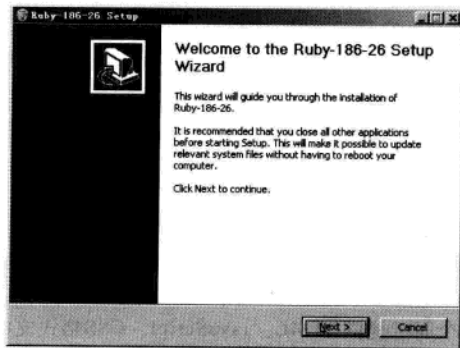 Ruby-186-26 Setup
Welcome to the Ruby-186-26 Setup
Wizard
This wizard will guide you through the installation of
Ruby-186-26.
It is recommended that you close all other applications
before starting Setup. This will make it possible to update
relevant system files without having to reboot your
computer.
Click Next to continue.
Next >
Cancel